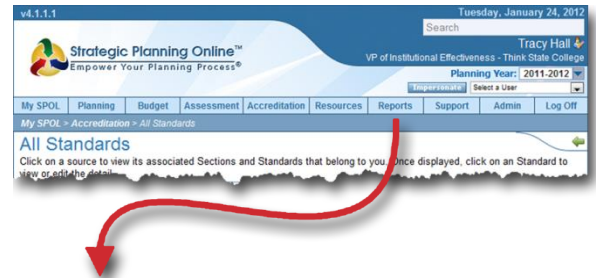 v4.1.1.1
Tuesday, January 24, 2012
Search
Strategic Planning Online™
Empower Your Planning Process®
Tracy Hall
VP of Institutional Effectiveness - Think State College
Planning Year: 2011-2012
Impersonate Select a User
My SPOL Planning Budget Assessment Accreditation Resources Reports Support Admin Log Off
My SPOL > Accreditation > All Standards
All Standards
Click on a source to view its associated Sections and Standards that belong to you. Once displayed, click on an Standard to
view or edit the detail